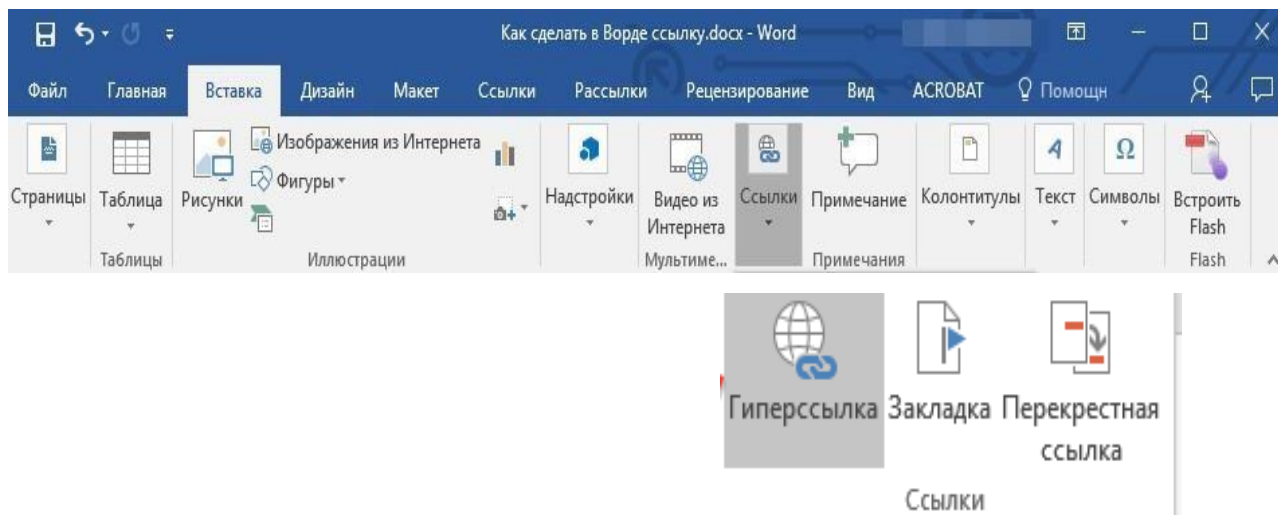 Как сделать в Ворде ссылку.docx - Word
Файл Главная Вставка Дизайн Макет Ссылки Рассылки Рецензирование Вид ACROBAT Помощн
Страницы
Таблица
Рисунки
Изображения из Интернета
Фигуры
Надстройки
Видео из
Интернета
Ссылки
Примечание
Колонтитулы
Текст
Символы
Встроить
Flash
Таблицы Иллюстрации Мультиме... Примечания Flash
Гиперссылка Закладка Перекрестная
ссылка
Ссылки